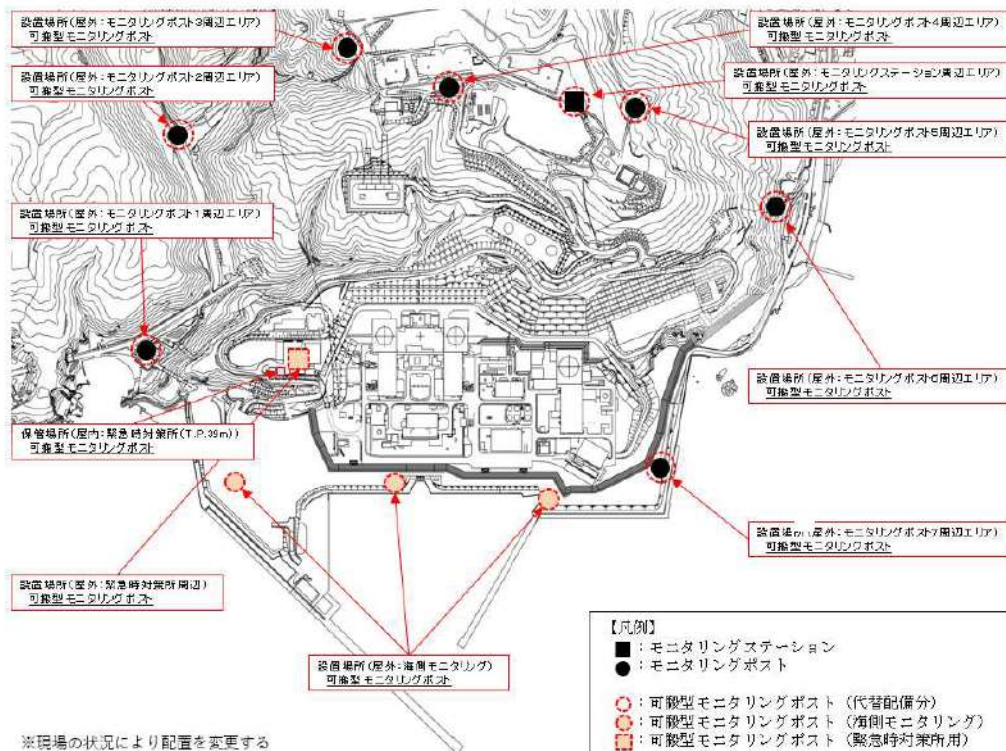 設置場所(屋外:モニタリングポスト3周辺エリア)
可搬型モニタリングポスト
設置場所(屋外:モニタリングポスト4周辺エリア)
可搬型モニタリングポスト
設置場所(屋外:モニタリングポスト2周辺エリア)
可搬型モニタリングポスト
設置場所(屋外:モニタリングステーション周辺エリア)
可搬型モニタリングポスト
設置場所(屋外:モニタリングポスト5周辺エリア)
可搬型モニタリングポスト
設置場所(屋外:モニタリングポスト1周辺エリア)
可搬型モニタリングポスト
設置場所(屋外:モニタリングポスト6周辺エリア)
可搬型モニタリングポスト
保管場所(屋内:緊急時対策所(T.P.39m))
可搬型モニタリングポスト
設置場 屋外:モニタリングポスト7周辺エリア)
可搬型モニタリングポスト
設置場所(屋外:緊急時対策所周辺)
可搬型モニタリングポスト
設置場所(屋外:海側モニタリング)
可搬型モニタリングポスト
【凡例】
■:モニタリングステーション
●:モニタリングポスト
:可搬型モニタリングポスト(代替配備分)
:可搬型モニタリングポスト(海側モニタリング)
:可搬型モニタリングポスト(緊急時対策所用)
※現場の状況により配置を変更する